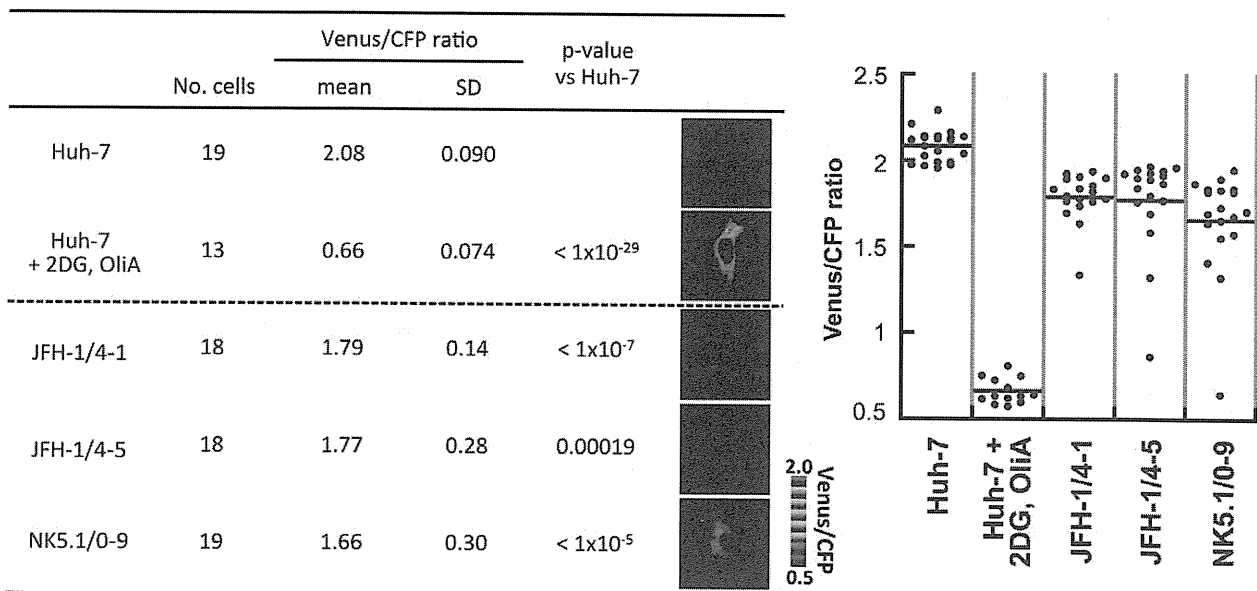 Venus/CFP ratio
p-value
vs Huh-7
No. cells mean SD
Huh-7 19 2.08 0.090
Huh-7
+ 2DG, OliA 13 0.66 0.074 < 1x10⁻²⁹
JFH-1/4-1 18 1.79 0.14 < 1x10⁻⁷
JFH-1/4-5 18 1.77 0.28 0.00019
NK5.1/0-9 19 1.66 0.30 < 1x10⁻⁵
2.0
Venus/CFP
0.5
Venus/CFP ratio
2.5
2
1.5
1
0.5
Huh-7
Huh-7 +
2DG, OliA
JFH-1/4-1
JFH-1/4-5
NK5.1/0-9